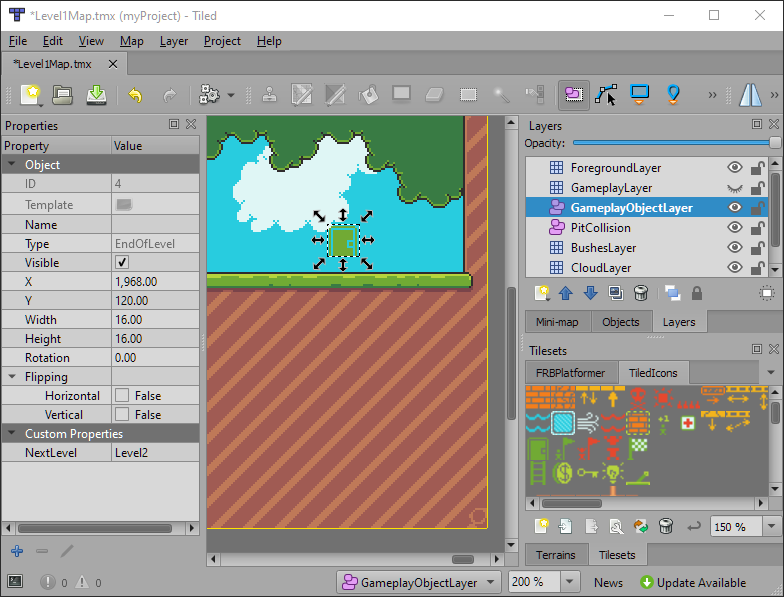 *Level1Map.tmx (myProject) - Tiled
File Edit View Map Layer Project Help
*Level1Map.tmx
Properties
Property Value
Object
ID 4
Template
Name
Type EndOfLevel
Visible
X 1,968.00
Y 120.00
Width 16.00
Height 16.00
Rotation 0.00
Flipping
Horizontal False
Vertical False
Custom Properties
NextLevel Level2
Layers
Opacity:
ForegroundLayer
GameplayLayer
GameplayObjectLayer
PitCollision
BushesLayer
CloudLayer
Mini-map Objects Layers
Tilesets
FRBPlatformer TiledIcons
150 %
Terrains Tilesets
0 0 GameplayObjectLayer 200 % News Update Available